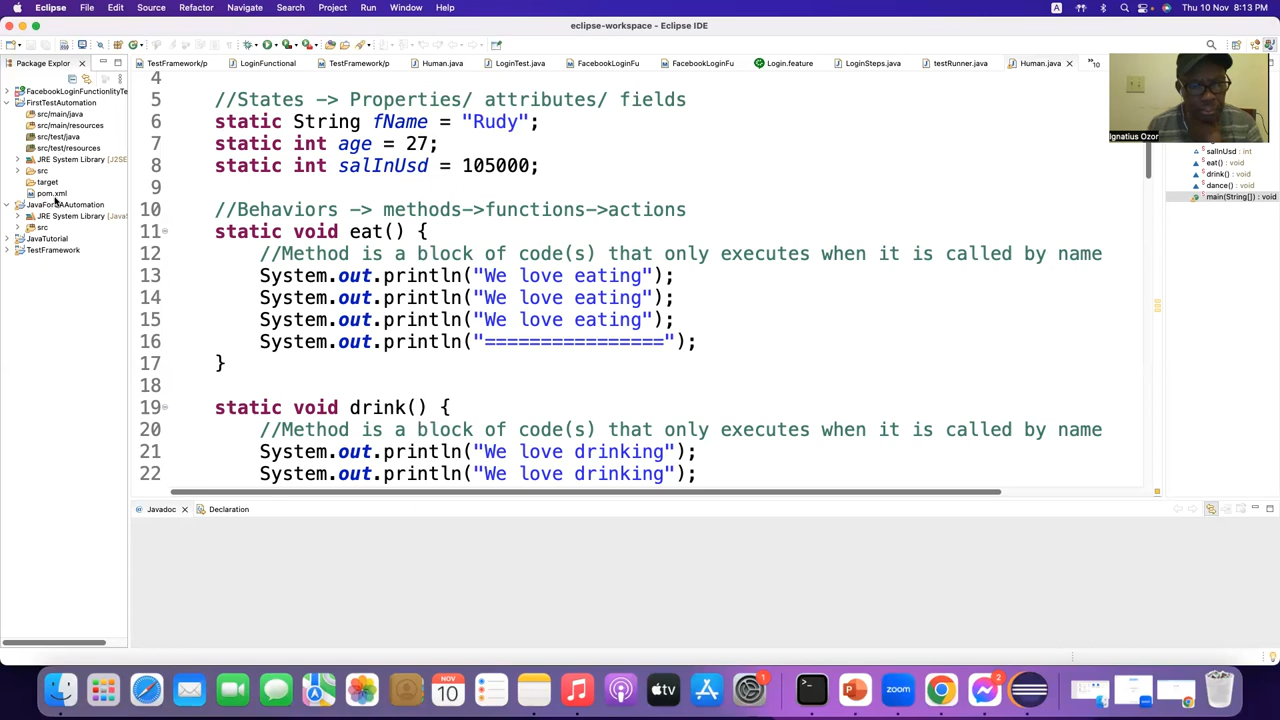 Eclipse File Edit Source Refactor Navigate Search Project Run Window Help A Thu 10 Nov 8:13 PM
eclipse-workspace - Eclipse IDE
Package Explor
TestFramework/p LoginFunctional TestFramework/p Human.java LoginTest.java FacebookLoginFu FacebookLoginFu Login.feature LoginSteps.java testRunner.java Human.java 10
FacebookLoginFunctionlityTe
FirstTestAutomation
src/main/java
src/main/resources
src/test/java
src/test/resources
JRE System Library [J2SE
src
target
pom.xml
JavaForAutomation
JRE System Library [JavaS
src
JavaTutorial
TestFramework
4
5 //States -> Properties/ attributes/ fields
6 static String fName = "Rudy";
7 static int age = 27;
8 static int salInUsd = 105000;
9
10 //Behaviors -> methods->functions->actions
11 static void eat() {
12 //Method is a block of code(s) that only executes when it is called by name
13 System.out.println("We love eating");
14 System.out.println("We love eating");
15 System.out.println("We love eating");
16 System.out.println("================");
17 }
18
19 static void drink() {
20 //Method is a block of code(s) that only executes when it is called by name
21 System.out.println("We love drinking");
22 System.out.println("We love drinking");
Ignatius Ozor
salInUsd : int
eat() : void
drink() : void
dance() : void
main(String[]) : void
Javadoc Declaration
NOV
10
tv
zoom
1
2